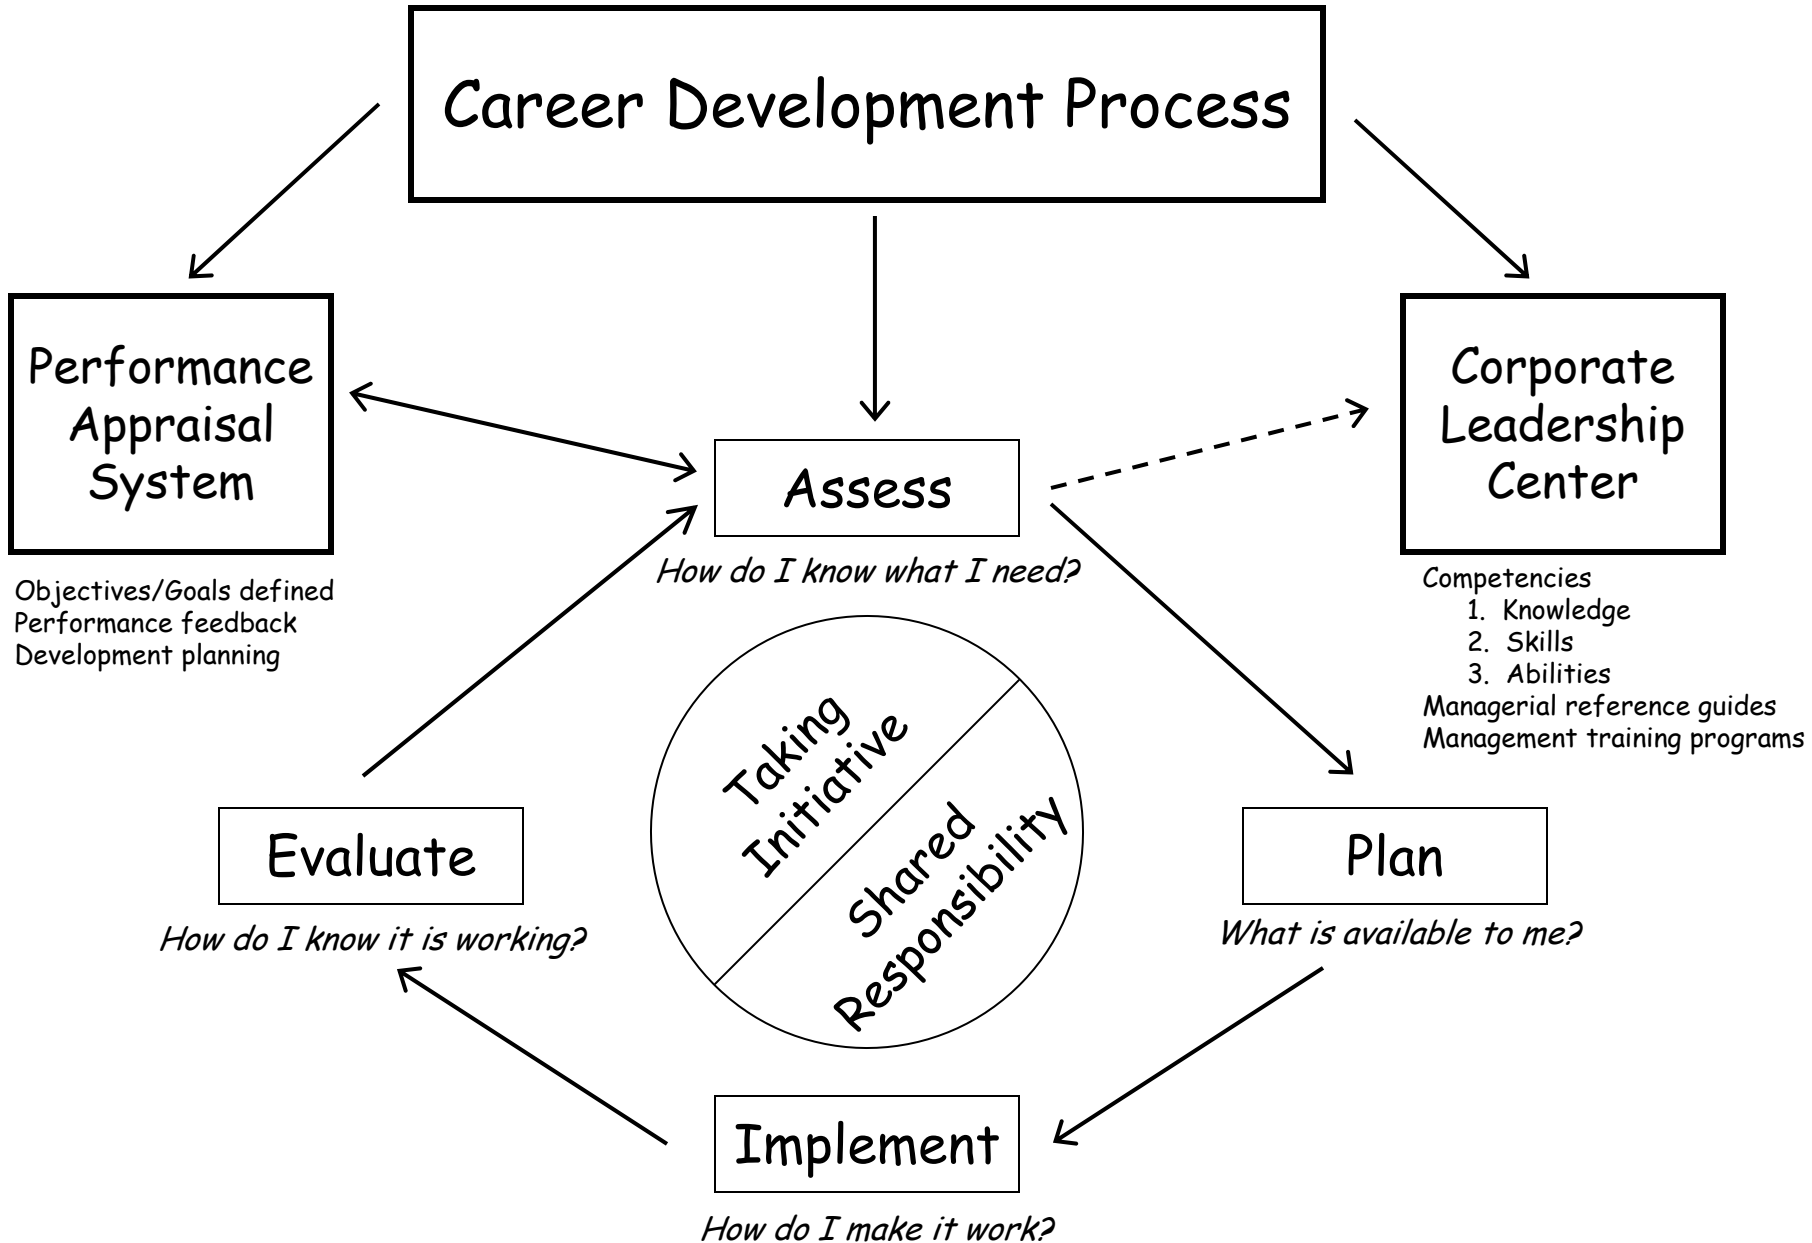 Career Development Process
Performance
Appraisal
System
Corporate
Leadership
Center
Assess
How do I know what I need?
Objectives/Goals defined
Performance feedback
Development planning
Competencies
1. Knowledge
2. Skills
3. Abilities
Managerial reference guides
Management training programs
Taking
Initiative
Shared
Responsibility
Evaluate
How do I know it is working?
Plan
What is available to me?
Implement
How do I make it work?